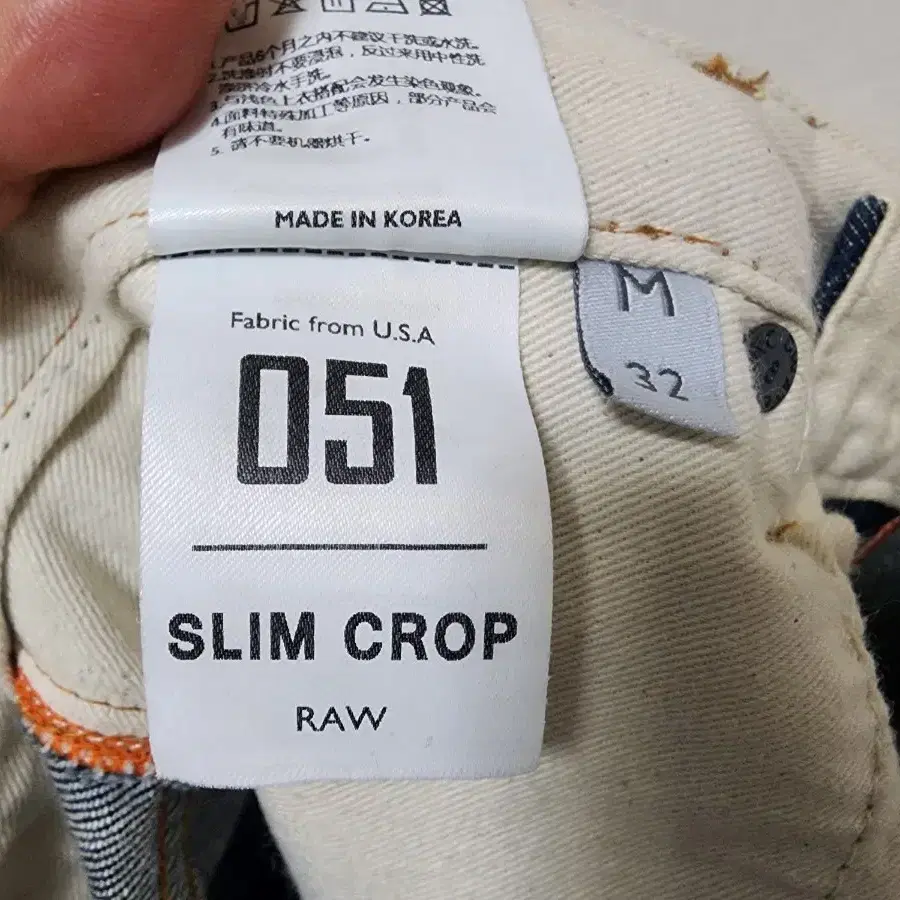 1. 产品6个月之内不建议干洗或水洗。
2. 洗涤时不要浸泡，反过来用中性洗
涤剂冷水手洗。
3. 与浅色上衣搭配会发生染色现象。
4. 面料特殊加工等原因，部分产品会
有味道。
5. 请不要机器烘干。
MADE IN KOREA
Fabric from U.S.A
051
SLIM CROP
RAW
M
32